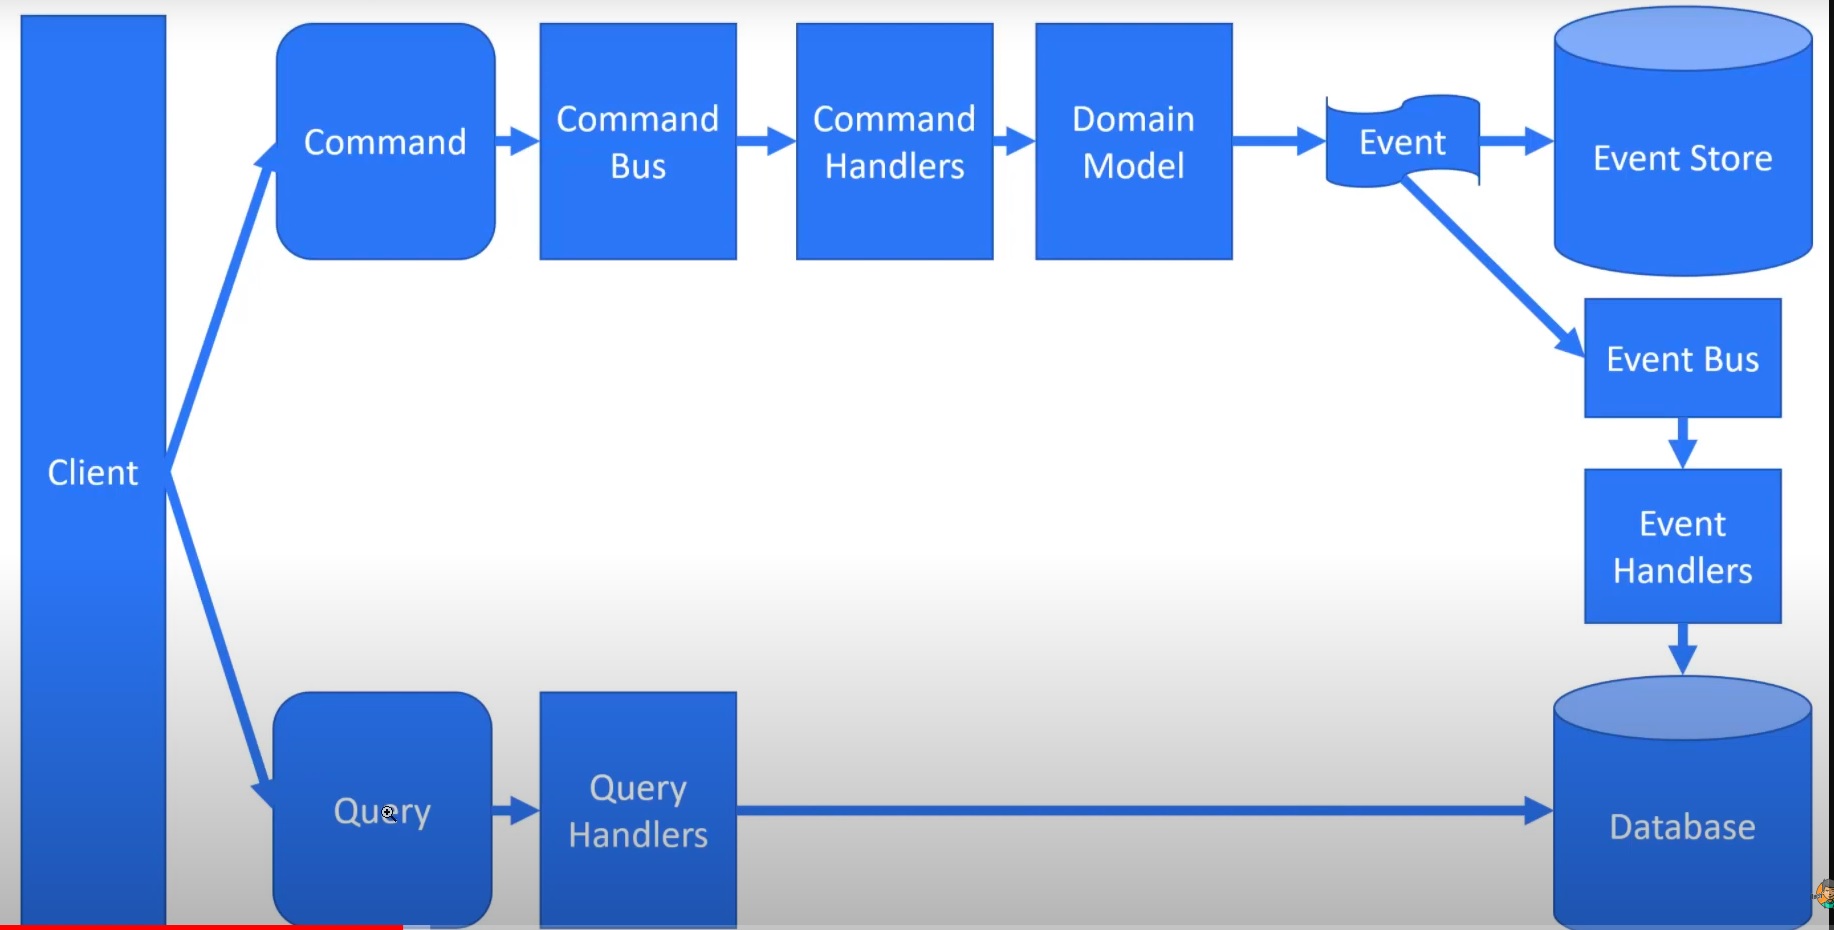 Client
Command
Command
Bus
Command
Handlers
Domain
Model
Event
Event Store
Event Bus
Event
Handlers
Query
Query
Handlers
Database